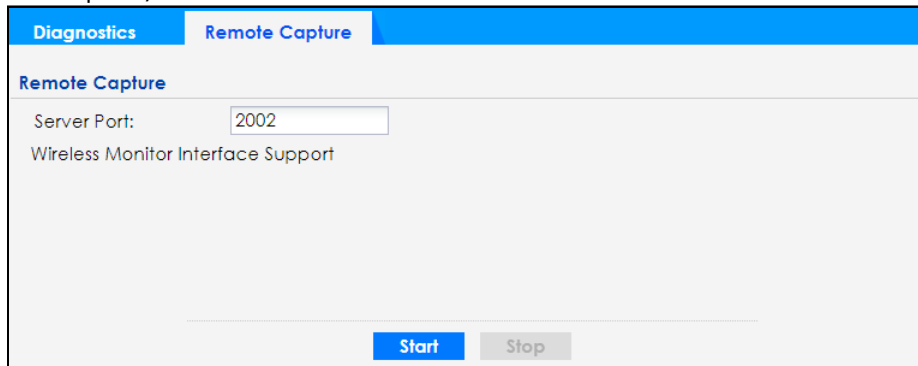 Diagnostics Remote Capture
Remote Capture
Server Port: 2002
Wireless Monitor Interface Support
Start Stop